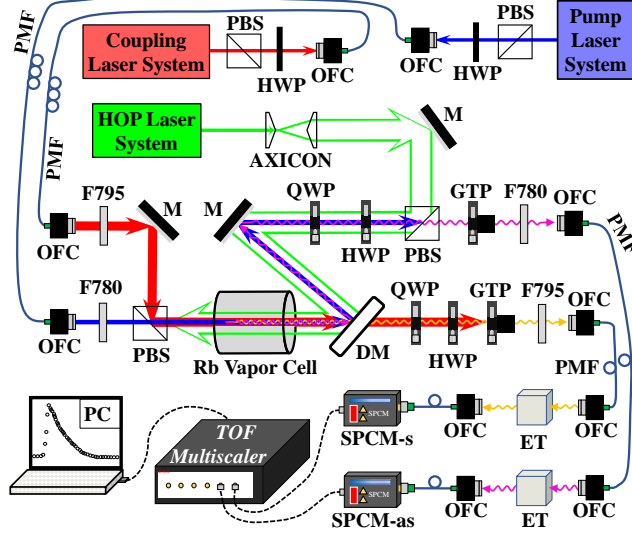 PMF
PMF
Coupling
Laser System
PBS
HWP
OFC
OFC
HWP
PBS
Pump
Laser
System
HOP Laser
System
AXICON
M
F795
M
M
QWP
HWP
PBS
GTP
F780
OFC
PMF
OFC
F780
OFC
PBS
Rb Vapor Cell
DM
QWP
HWP
GTP
F795
OFC
PMF
PC
TOF
Multiscaler
SPCM
SPCM-s
OFC
ET
OFC
SPCM
SPCM-as
OFC
ET
OFC